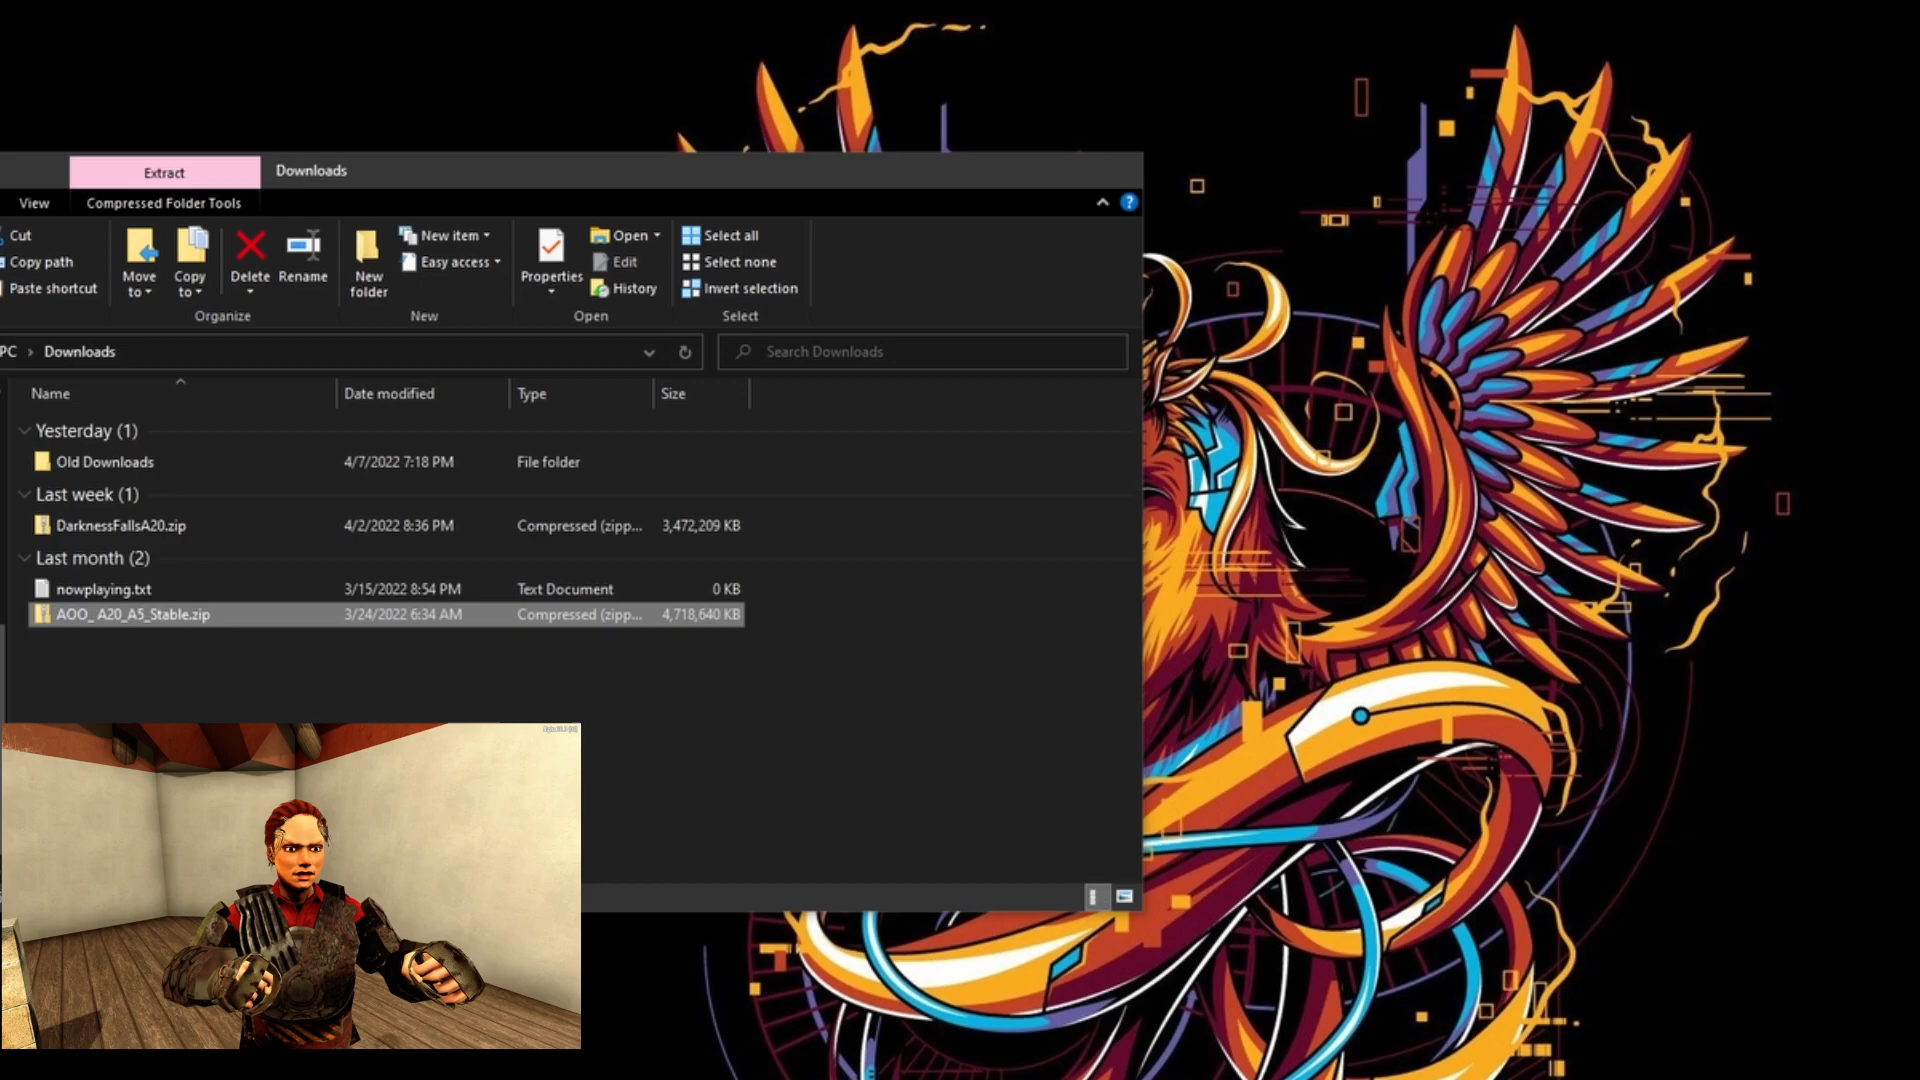 Extract
Downloads
View
Compressed Folder Tools
Cut
Copy path
Paste shortcut
Move to
Copy to
Delete
Rename
Organize
New folder
New item
Easy access
New
Properties
Open
Edit
History
Open
Select all
Select none
Invert selection
Select
PC > Downloads
Search Downloads
Name Date modified Type Size
Yesterday (1)
Old Downloads 4/7/2022 7:18 PM File folder
Last week (1)
DarknessFallsA20.zip 4/2/2022 8:36 PM Compressed (zipp... 3,472,209 KB
Last month (2)
nowplaying.txt 3/15/2022 8:54 PM Text Document 0 KB
AOO_ A20_A5_Stable.zip 3/24/2022 6:34 AM Compressed (zipp... 4,718,640 KB